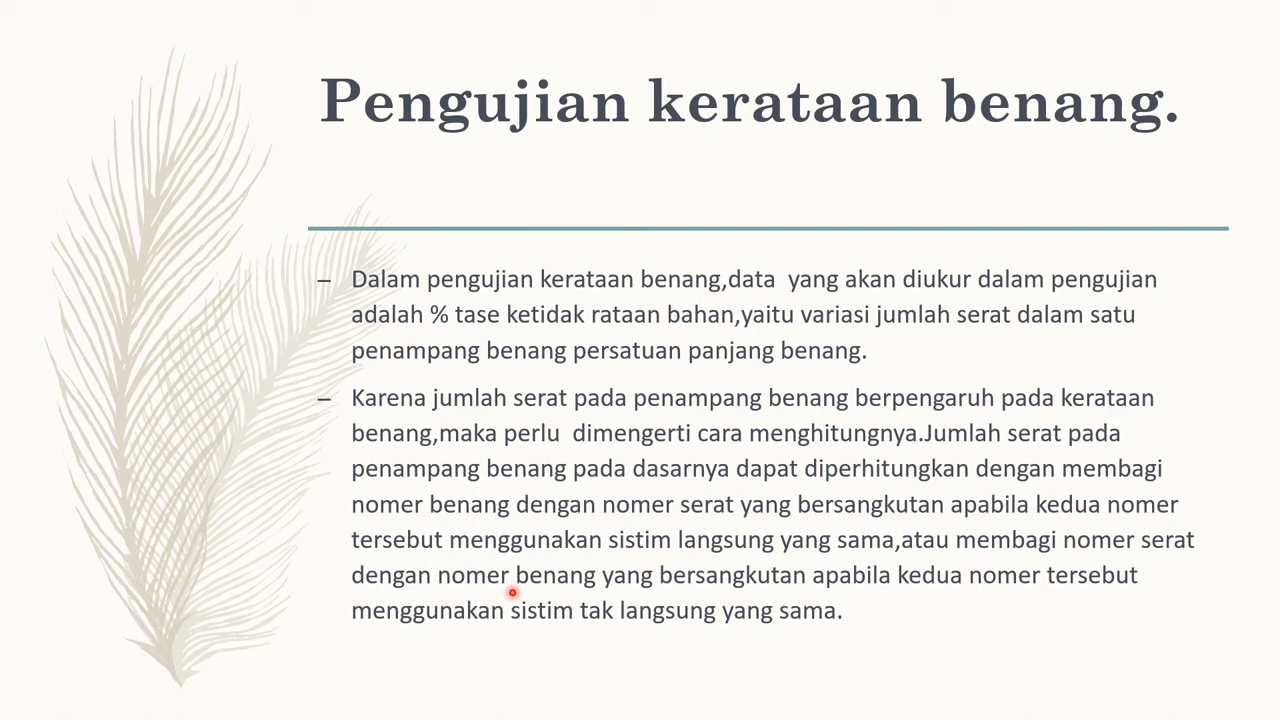 Pengujian kerataan benang.
– Dalam pengujian kerataan benang,data  yang akan diukur dalam pengujian
adalah % tase ketidak rataan bahan,yaitu variasi jumlah serat dalam satu
penampang benang persatuan panjang benang.
– Karena jumlah serat pada penampang benang berpengaruh pada kerataan
benang,maka perlu  dimengerti cara menghitungnya.Jumlah serat pada
penampang benang pada dasarnya dapat diperhitungkan dengan membagi
nomer benang dengan nomer serat yang bersangkutan apabila kedua nomer
tersebut menggunakan sistim langsung yang sama,atau membagi nomer serat
dengan nomer benang yang bersangkutan apabila kedua nomer tersebut
menggunakan sistim tak langsung yang sama.